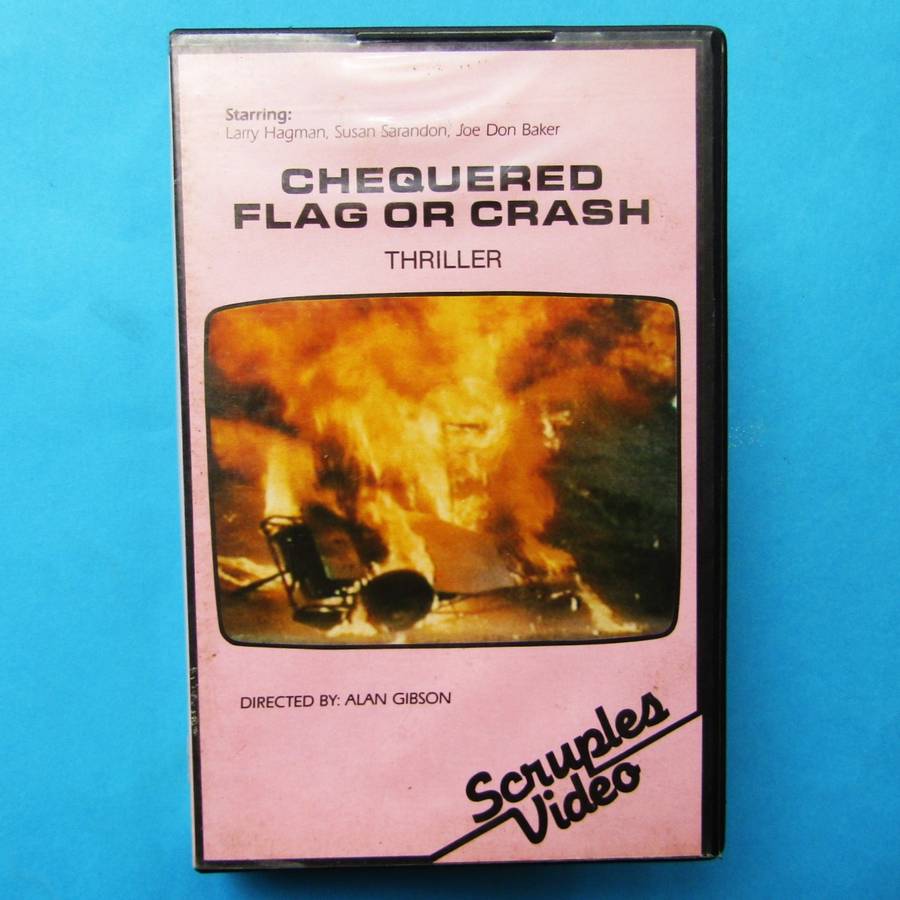 Starring:
Larry Hagman, Susan Sarandon, Joe Don Baker
CHEQUERED
FLAG OR CRASH
THRILLER
DIRECTED BY: ALAN GIBSON
Scruples
Video